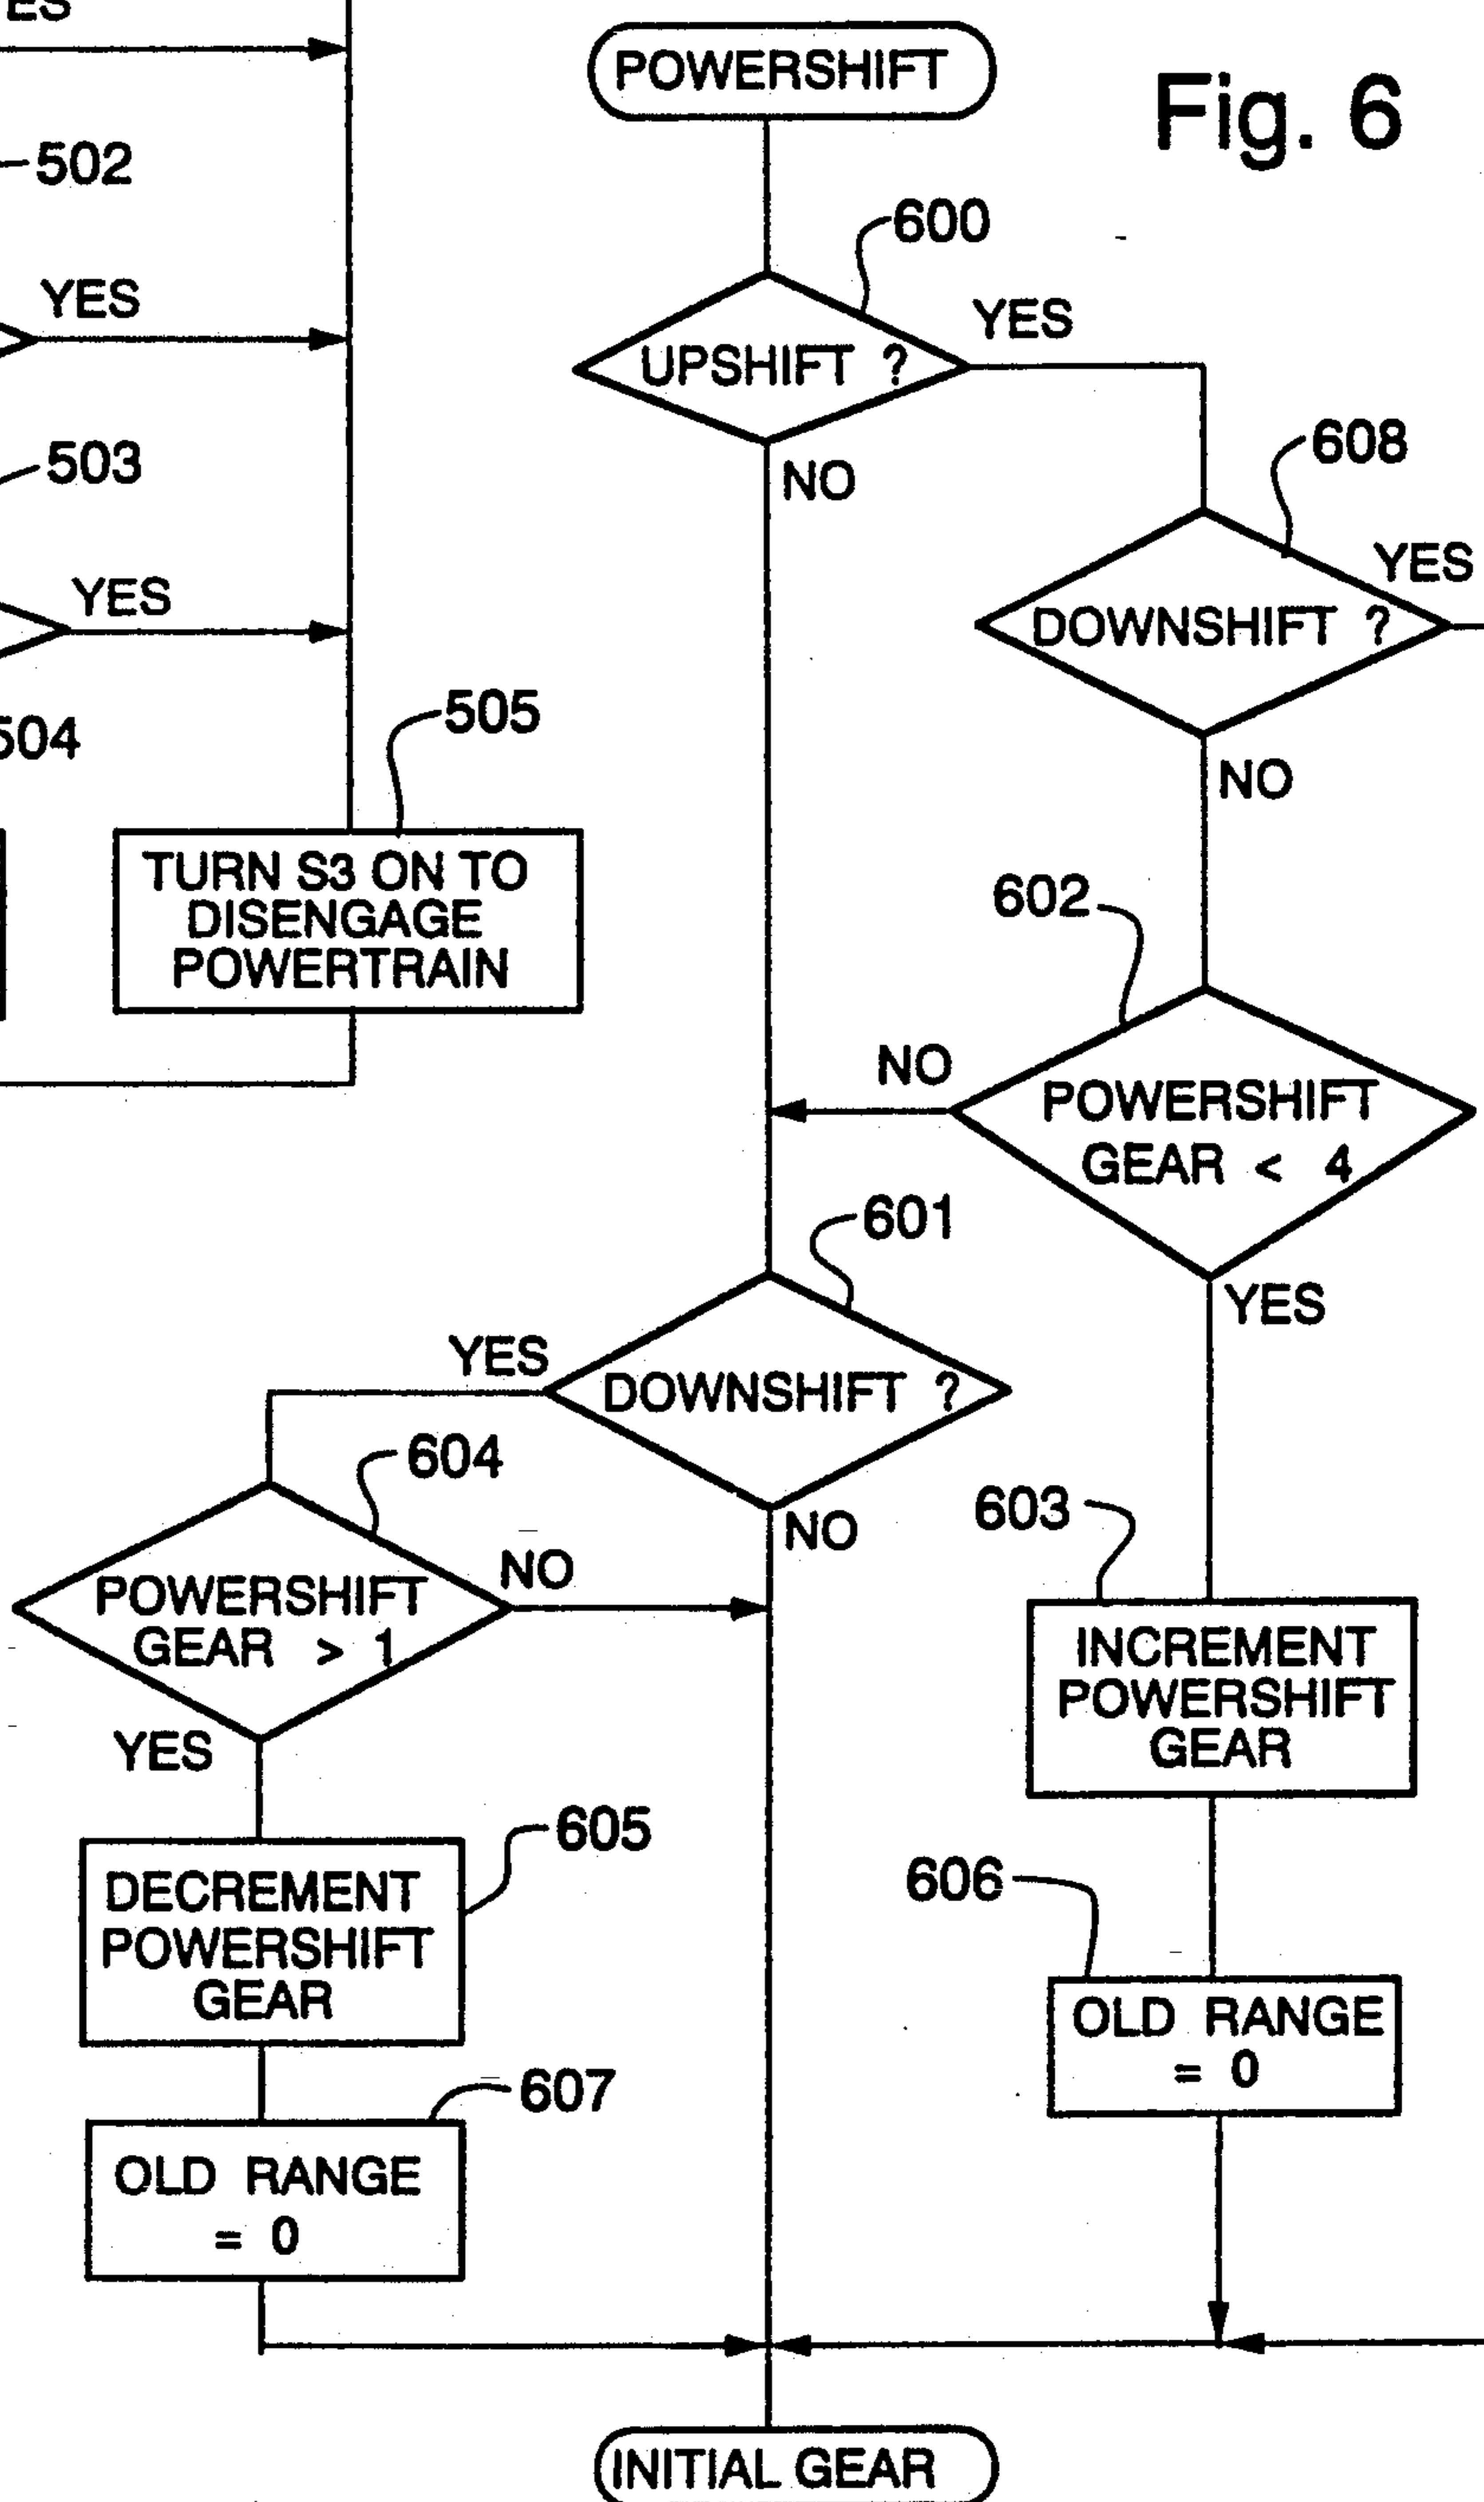 POWERSHIFT
Fig. 6
502
600
YES
YES
UPSHIFT ?
NO
503
608
YES
YES
DOWNSHIFT ?
NO
504
505
TURN S3 ON TO
DISENGAGE
POWERTRAIN
602
NO
POWERSHIFT
GEAR < 4
YES
601
YES
DOWNSHIFT ?
NO
604
NO
POWERSHIFT
GEAR > 1
YES
603
INCREMENT
POWERSHIFT
GEAR
605
DECREMENT
POWERSHIFT
GEAR
606
OLD RANGE
= 0
607
OLD RANGE
= 0
INITIAL GEAR